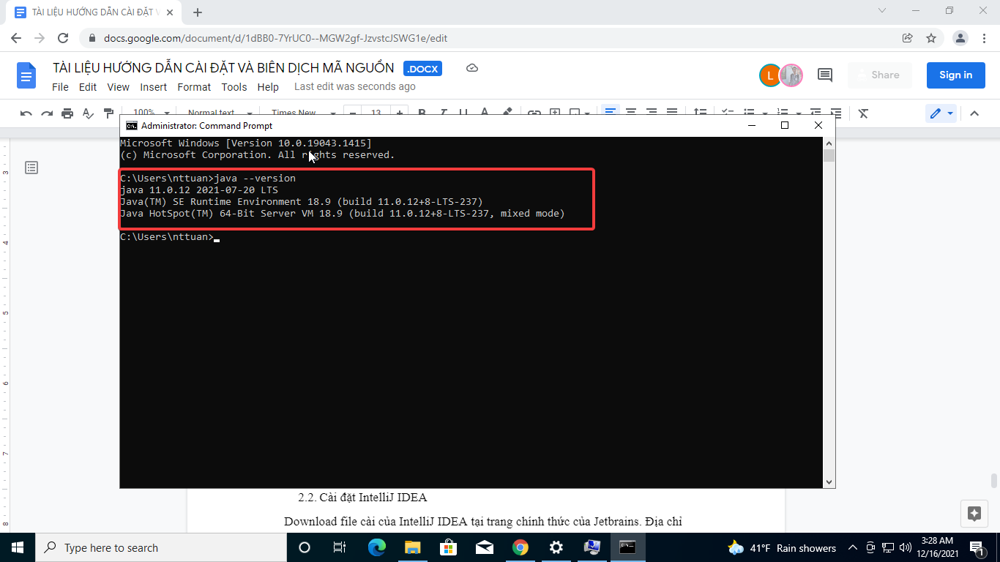 TÀI LIỆU HƯỚNG DẪN CÀI ĐẶT V
docs.google.com/document/d/1dBB0-7YrUC0--MGW2gf-JzvstcJSWG1e/edit
TÀI LIỆU HƯỚNG DẪN CÀI ĐẶT VÀ BIÊN DỊCH MÃ NGUỒN .DOCX
L
Share
Sign in
File Edit View Insert Format Tools Help Last edit was seconds ago
100% Normal text Times New 13 B I U A
Administrator: Command Prompt
Microsoft Windows [Version 10.0.19043.1415]
(c) Microsoft Corporation. All rights reserved.
C:\Users\nttuan>java --version
java 11.0.12 2021-07-20 LTS
Java(TM) SE Runtime Environment 18.9 (build 11.0.12+8-LTS-237)
Java HotSpot(TM) 64-Bit Server VM 18.9 (build 11.0.12+8-LTS-237, mixed mode)
C:\Users\nttuan>
3
4
5
6
7
8
2.2. Cài đặt IntelliJ IDEA
Download file cài của IntelliJ IDEA tại trang chính thức của Jetbrains. Địa chỉ
Type here to search
41°F Rain showers
3:28 AM
12/16/2021
1